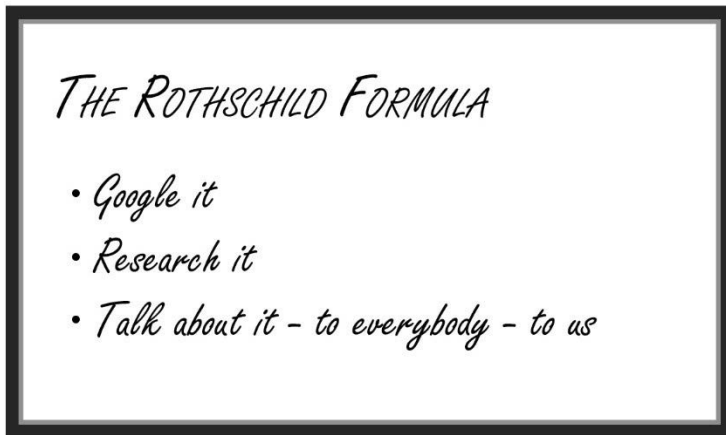 THE ROTHSCHILD FORMULA
• Google it
• Research it
• Talk about it - to everybody - to us